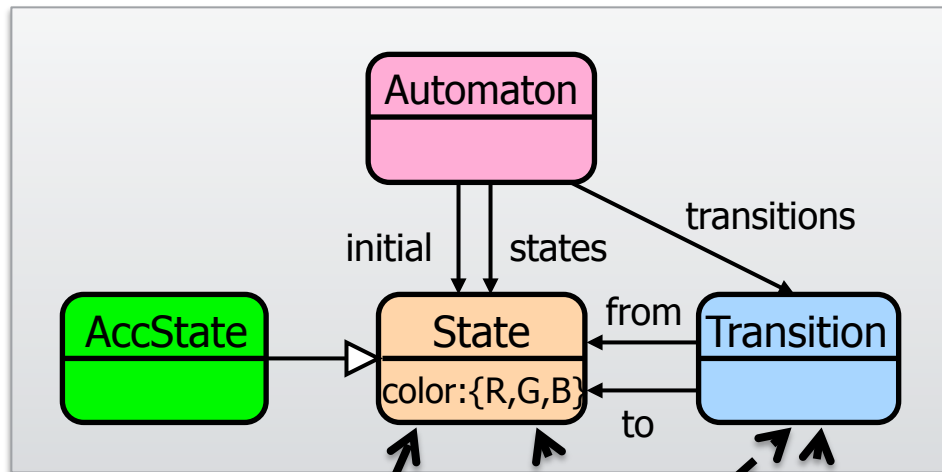 Automaton
transitions
initial
states
AccState
State
from
Transition
color:{R,G,B}
to